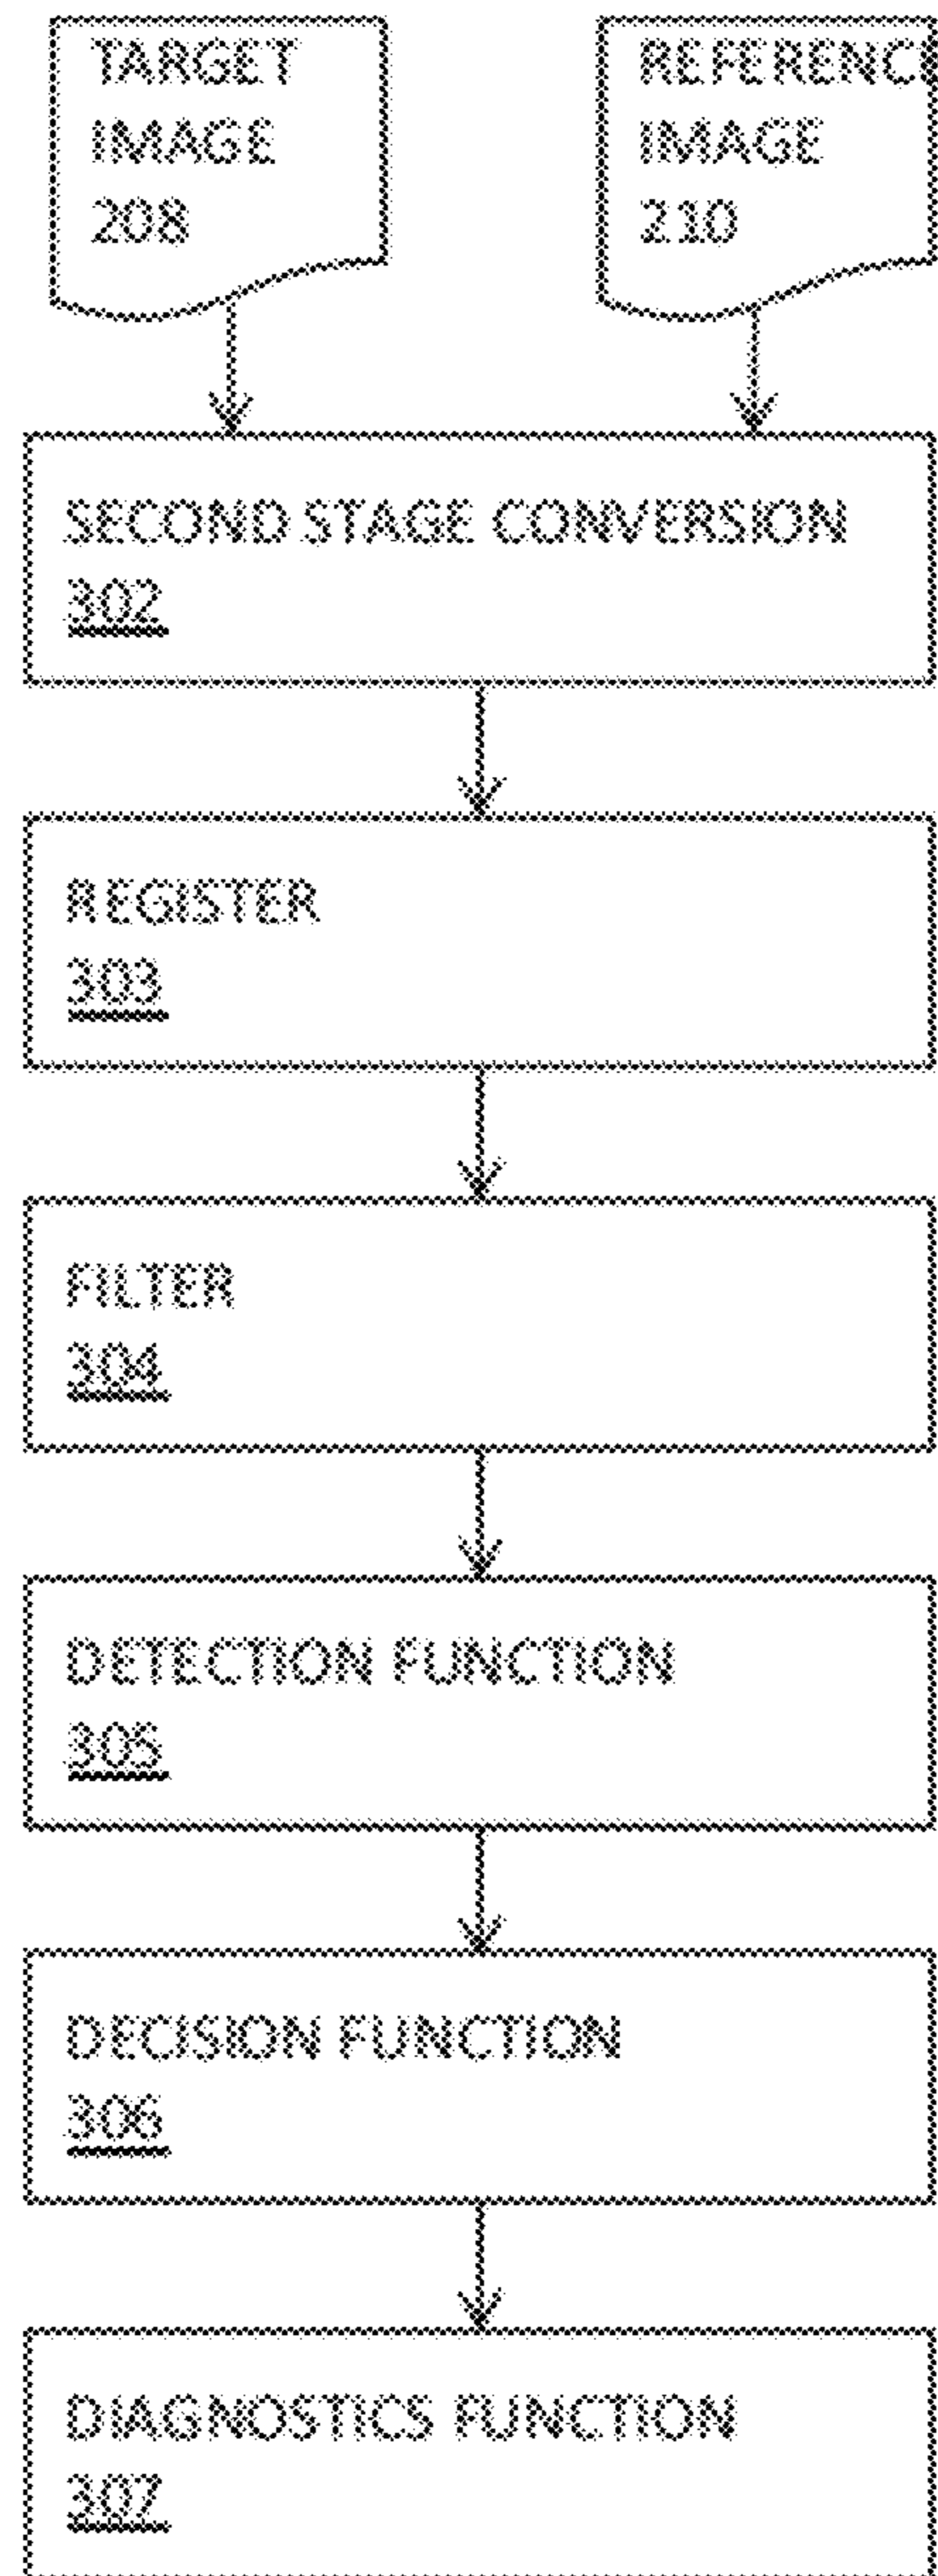 TARGET
IMAGE
208
REFERENCE
IMAGE
210
SECOND STAGE CONVERSION
302
REGISTER
303
FILTER
304
DETECTION FUNCTION
305
DECISION FUNCTION
306
DIAGNOSTICS FUNCTION
307